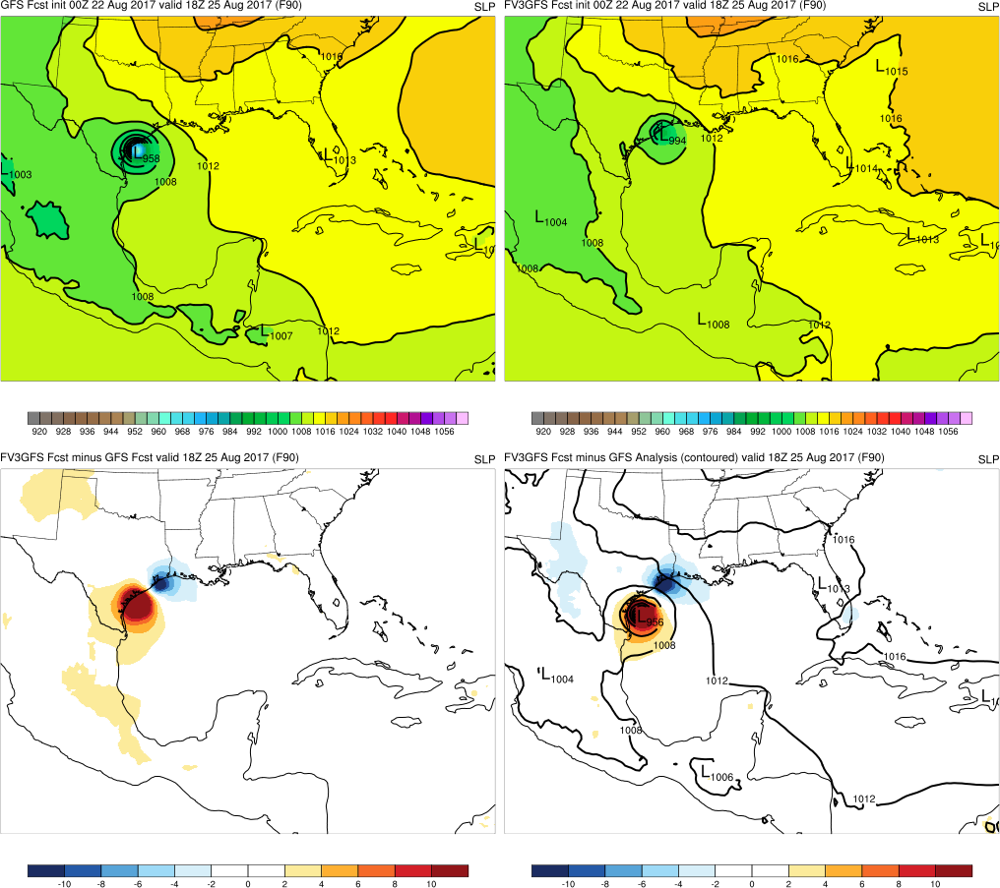 GFS Fcst init 00Z 22 Aug 2017 valid 18Z 25 Aug 2017 (F90) SLP
1016
L958
L1013
1012
L1003
1008
L10
1008
L1007
1012
920 928 936 944 952 960 968 976 984 992 1000 1008 1016 1024 1032 1040 1048 1056
FV3GFS Fcst init 00Z 22 Aug 2017 valid 18Z 25 Aug 2017 (F90) SLP
1016
L1015
1016
L994
1012
L1014
L1004
1008
L1013
L10
1008
L1008
1012
920 928 936 944 952 960 968 976 984 992 1000 1008 1016 1024 1032 1040 1048 1056
FV3GFS Fcst minus GFS Fcst valid 18Z 25 Aug 2017 (F90) SLP
-10 -8 -6 -4 -2 0 2 4 6 8 10
FV3GFS Fcst minus GFS Analysis (contoured) valid 18Z 25 Aug 2017 (F90) SLP
1016
L1013
L956
1008
1016
L1004
1012
L10
1008
L1006
1012
-10 -8 -6 -4 -2 0 2 4 6 8 10